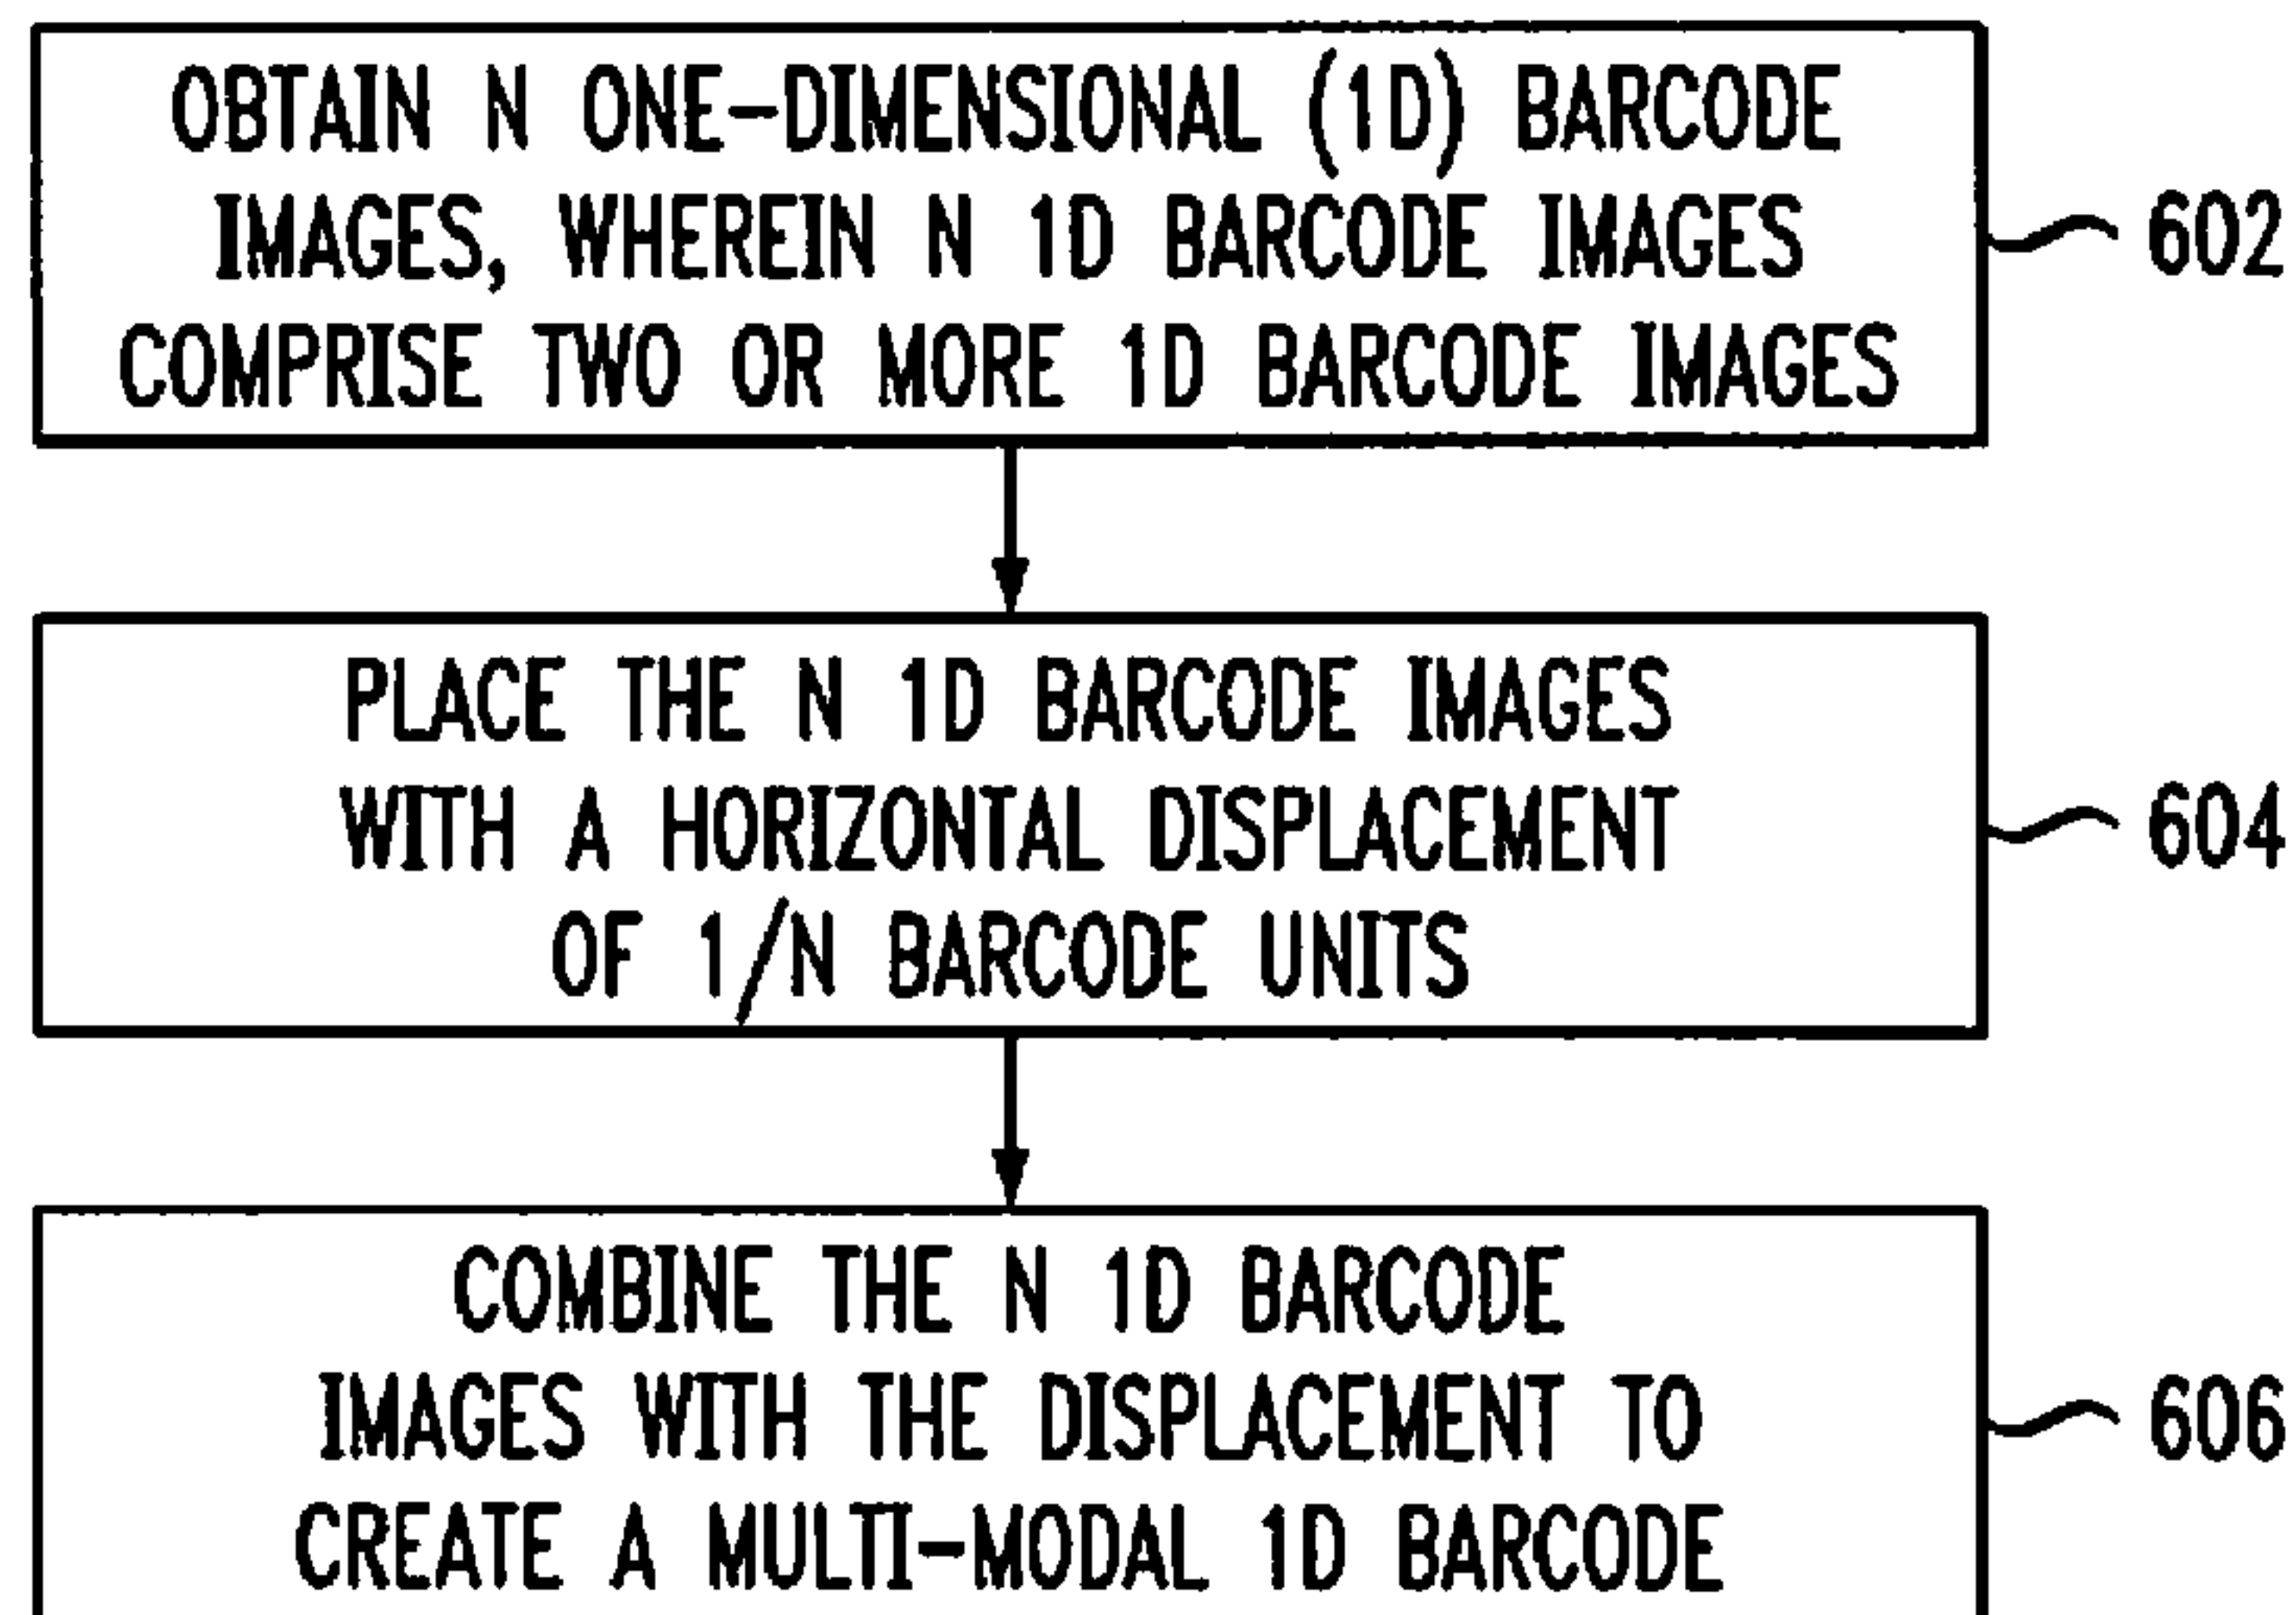 OBTAIN N ONE-DIMENSIONAL (1D) BARCODE
IMAGES, WHEREIN N 1D BARCODE IMAGES
COMPRISE TWO OR MORE 1D BARCODE IMAGES
602
PLACE THE N 1D BARCODE IMAGES
WITH A HORIZONTAL DISPLACEMENT
OF 1/N BARCODE UNITS
604
COMBINE THE N 1D BARCODE
IMAGES WITH THE DISPLACEMENT TO
CREATE A MULTI-MODAL 1D BARCODE
606